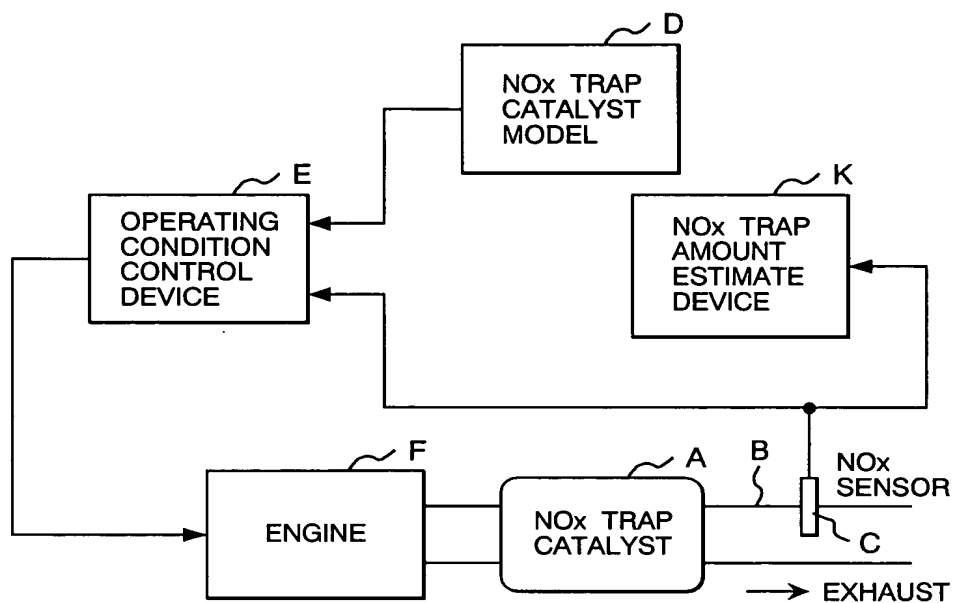 D
NOx TRAP
CATALYST
MODEL
E
OPERATING
CONDITION
CONTROL
DEVICE
K
NOx TRAP
AMOUNT
ESTIMATE
DEVICE
F
ENGINE
A
NOx TRAP
CATALYST
B
NOx
SENSOR
C
EXHAUST